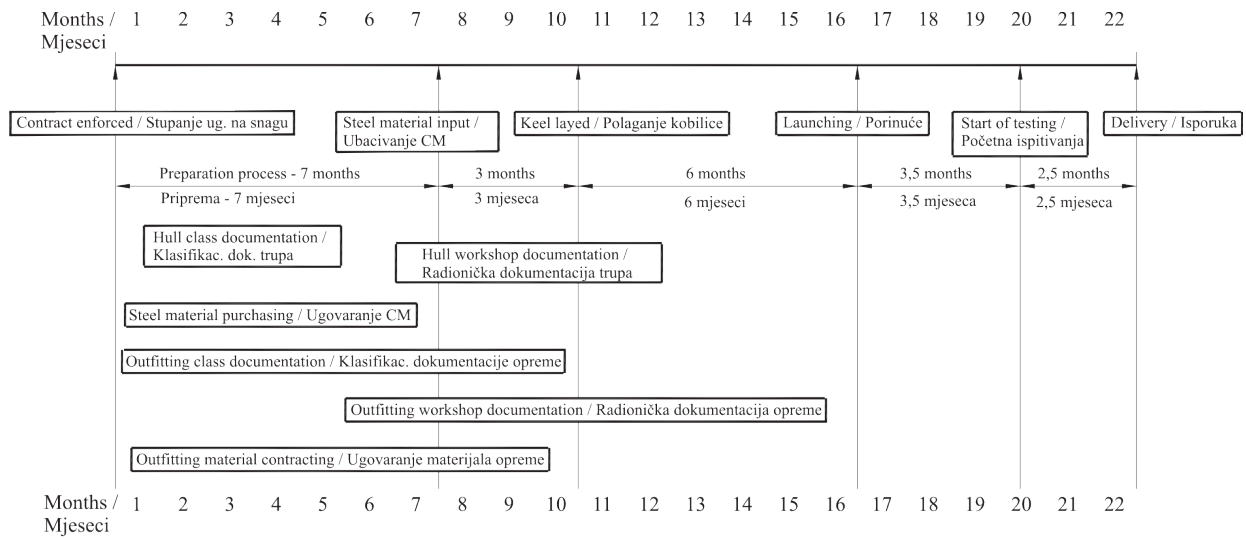 Months / 1 2 3 4 5 6 7 8 9 10 11 12 13 14 15 16 17 18 19 20 21 22
Mjeseci
Contract enforced / Stupanje ug. na snagu
Steel material input /
Ubacivanje CM
Keel layed / Polaganje kobilice
Launching / Porinuće
Start of testing /
Početna ispitivanja
Delivery / Isporuka
Preparation process - 7 months
Priprema - 7 mjeseci
3 months
3 mjeseca
6 months
6 mjeseci
3,5 months
3,5 mjeseca
2,5 months
2,5 mjeseca
Hull class documentation /
Klasifikac. dok. trupa
Hull workshop documentation /
Radionička dokumentacija trupa
Steel material purchasing / Ugovaranje CM
Outfitting class documentation / Klasifikac. dokumentacije opreme
Outfitting workshop documentation / Radionička dokumentacija opreme
Outfitting material contracting / Ugovaranje materijala opreme
Months / 1 2 3 4 5 6 7 8 9 10 11 12 13 14 15 16 17 18 19 20 21 22
Mjeseci